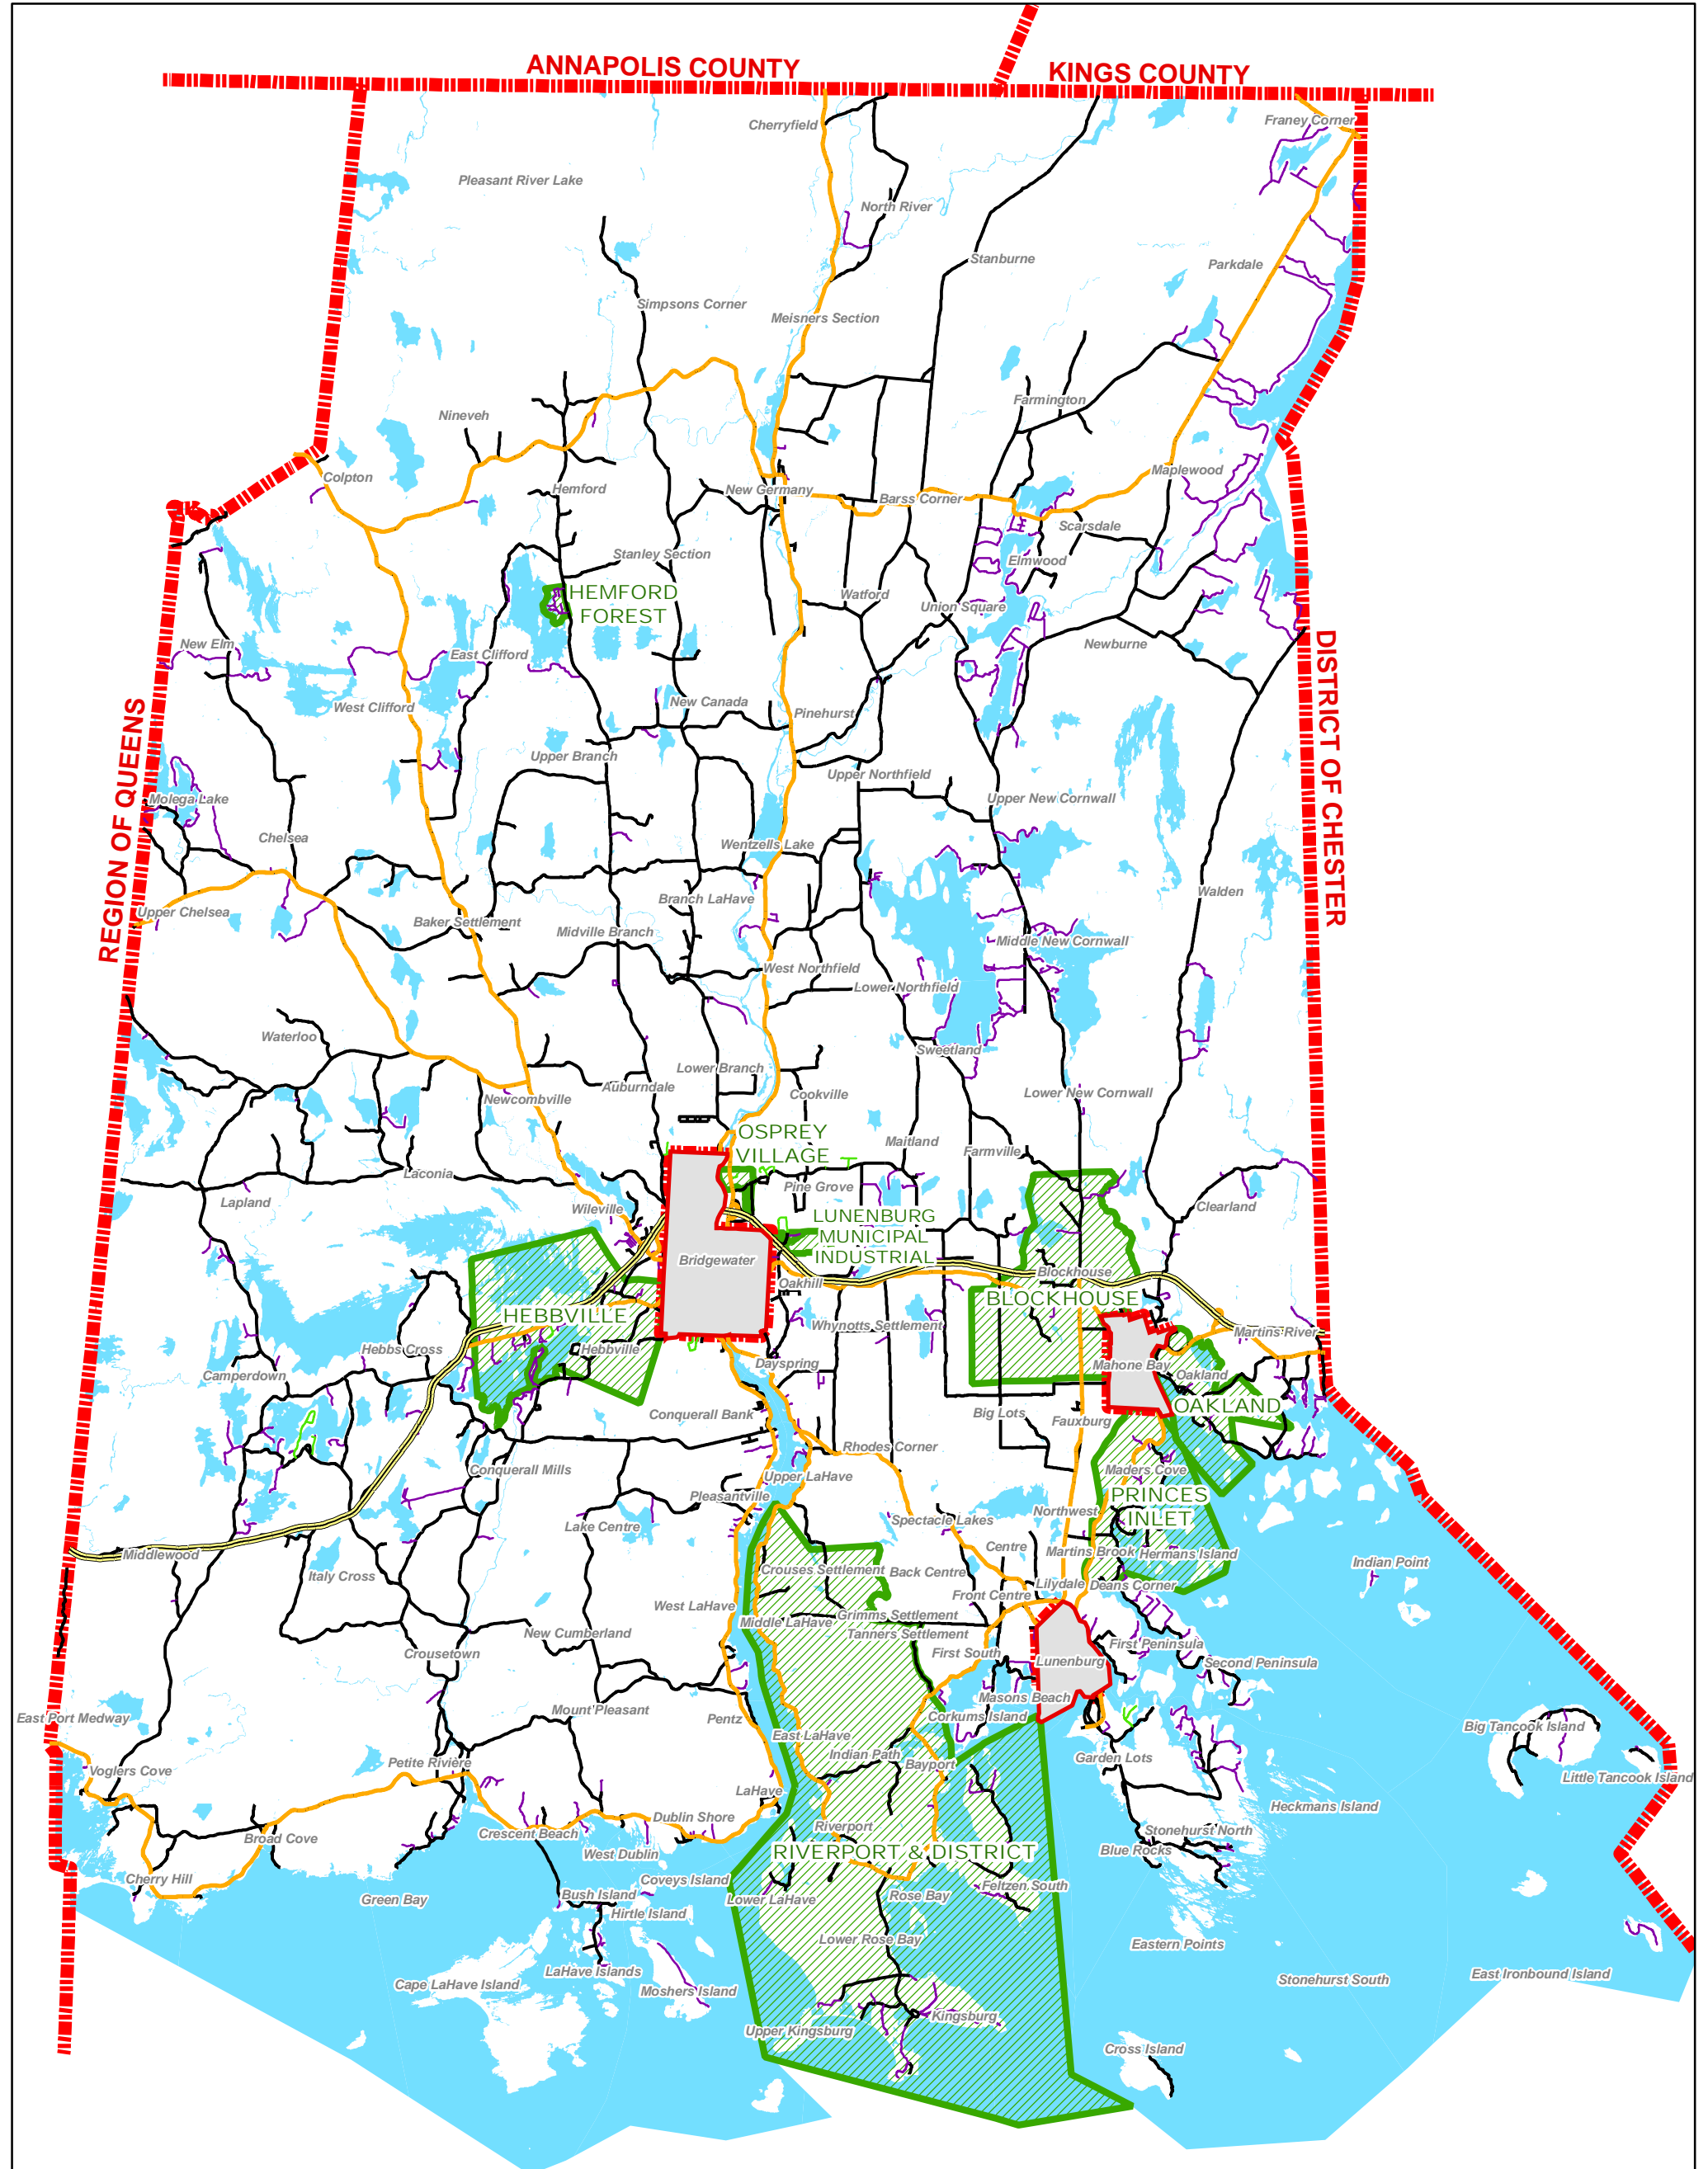 ANNAPOLIS COUNTY
KINGS COUNTY
Franey Corner
Cherryfield
Pleasant River Lake
North River
Stanburne
Parkdale
Simpsons Corner
Meisners Section
Farmington
Nineveh
Maplewood
Colpton
Hemford
New Germany
Barss Corner
Scarsdale
Stanley Section
Elmwood
HEMFORD
FOREST
Watford
Union Square
New Elm
East Clifford
Newburne
DISTRICT OF CHESTER
REGION OF QUEENS
West Clifford
New Canada
Pinehurst
Upper Branch
Upper Northfield
Molega Lake
Upper New Cornwall
Chelsea
Wentzells Lake
Walden
Branch LaHave
Upper Chelsea
Baker Settlement
Midville Branch
Middle New Cornwall
West Northfield
Lower Northfield
Waterloo
Sweetland
Lower Branch
Auburndale
Cookville
Lower New Cornwall
Newcombville
OSPREY
VILLAGE
Maitland
Farmville
Laconia
Pine Grove
Lapland
Wileville
Clearland
LUNENBURG
MUNICIPAL
INDUSTRIAL
Bridgewater
Blockhouse
Oakhill
BLOCKHOUSE
HEBBVILLE
Whynotts Settlement
Martins River
Hebbs Cross
Hebbville
Dayspring
Mahone Bay
Oakland
Camperdown
OAKLAND
Conquerall Bank
Big Lots
Fauxburg
Rhodes Corner
Conquerall Mills
Upper LaHave
Maders Cove
Pleasantville
PRINCES
INLET
Northwest
Lake Centre
Spectacle Lakes
Centre
Martins Brook
Hermans Island
Middlewood
Indian Point
Italy Cross
Crouses Settlement
Back Centre
Lilydale
Deans Corner
Front Centre
West LaHave
Middle LaHave
Grimms Settlement
New Cumberland
Tanners Settlement
First Peninsula
Crousetown
First South
Lunenburg
Second Peninsula
Masons Beach
Mount Pleasant
Corkums Island
East Port Medway
Pentz
Big Tancook Island
East LaHave
Indian Path
Garden Lots
Petite Rivière
Bayport
Voglers Cove
Little Tancook Island
LaHave
Heckmans Island
Dublin Shore
Riverport
Stonehurst North
Crescent Beach
Broad Cove
RIVERPORT & DISTRICT
Blue Rocks
West Dublin
Cherry Hill
Coveys Island
Feltzen South
Bush Island
Lower LaHave
Rose Bay
Green Bay
Hirtle Island
Lower Rose Bay
Eastern Points
LaHave Islands
East Ironbound Island
Stonehurst South
Cape LaHave Island
Moshers Island
Kingsburg
Upper Kingsburg
Cross Island